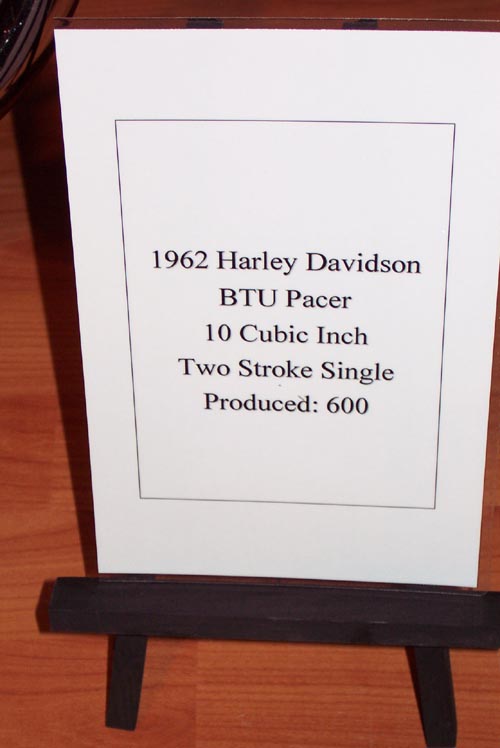 1962 Harley Davidson
BTU Pacer
10 Cubic Inch
Two Stroke Single
Produced: 600